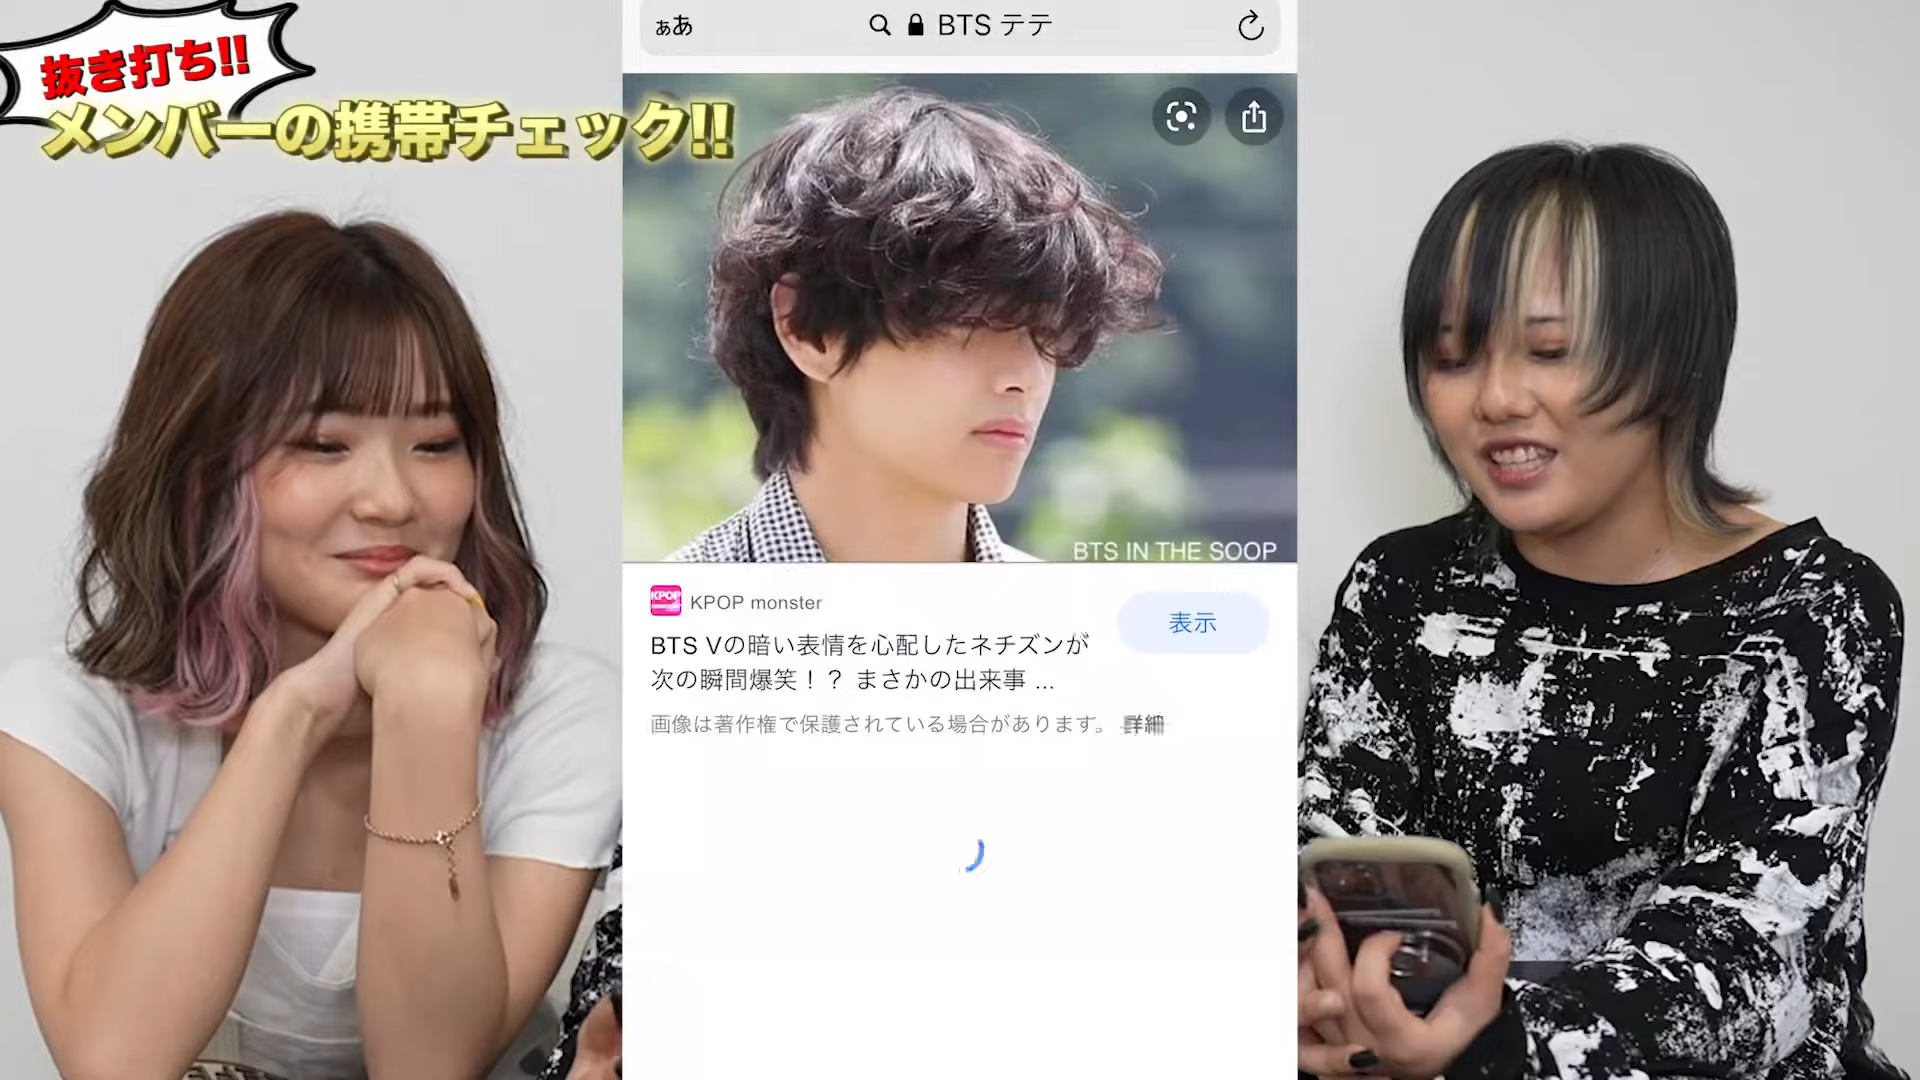 抜き打ち!!
メンバーの携帯チェック!!
ぁあ
BTS テテ
BTS IN THE SOOP
KPOP
KPOP monster
表示
BTS Vの暗い表情を心配したネチズンが
次の瞬間爆笑！？ まさかの出来事 ...
画像は著作権で保護されている場合があります。 詳細